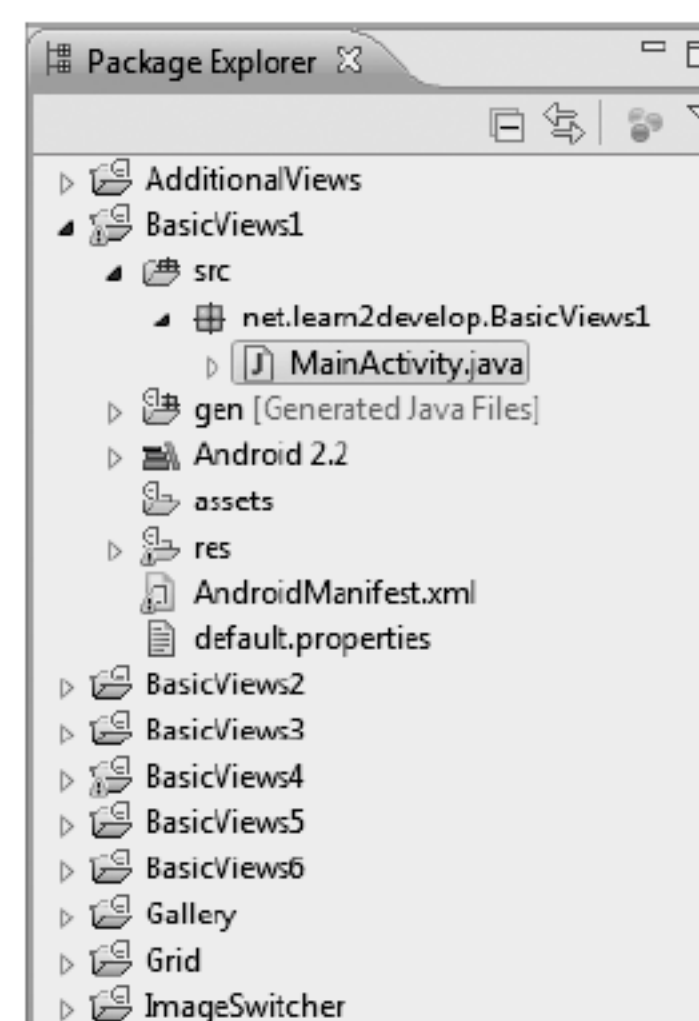 Package Explorer
AdditionalViews
BasicViews1
src
net.learn2develop.BasicViews1
MainActivity.java
gen [Generated Java Files]
Android 2.2
assets
res
AndroidManifest.xml
default.properties
BasicViews2
BasicViews3
BasicViews4
BasicViews5
BasicViews6
Gallery
Grid
ImageSwitcher